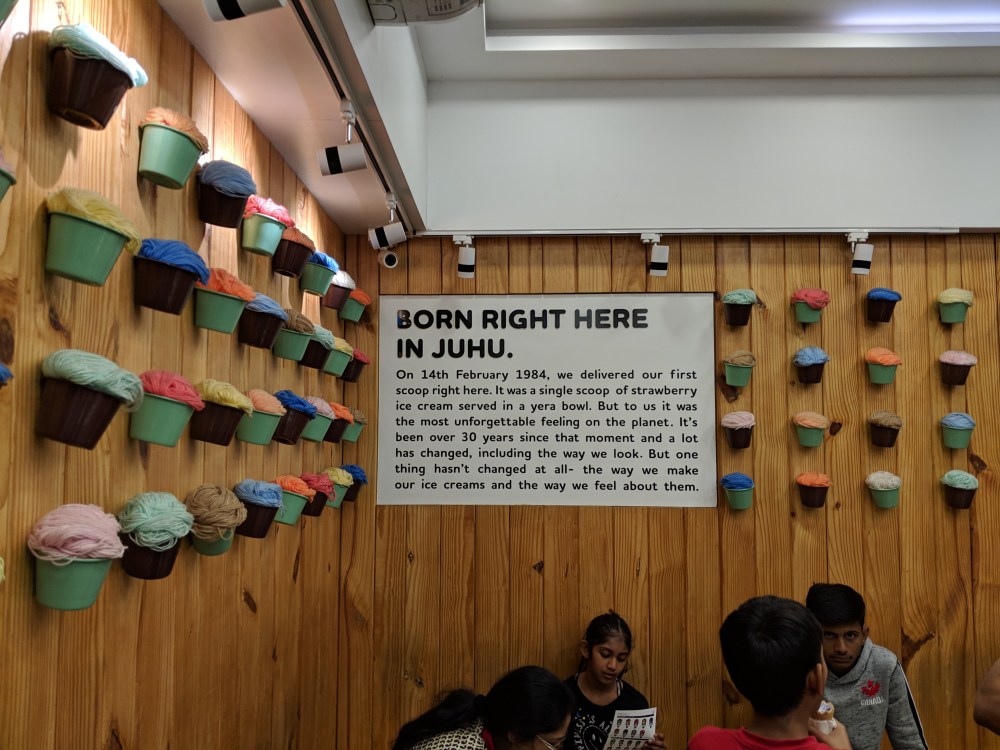 BORN RIGHT HERE
IN JUHU.
On 14th February 1984, we delivered our first
scoop right here. It was a single scoop of strawberry
ice cream served in a yera bowl. But to us it was
the most unforgettable feeling on the planet. It's
been over 30 years since that moment and a lot
has changed, including the way we look. But one
thing hasn't changed at all- the way we make
our ice creams and the way we feel about them.
CANADA